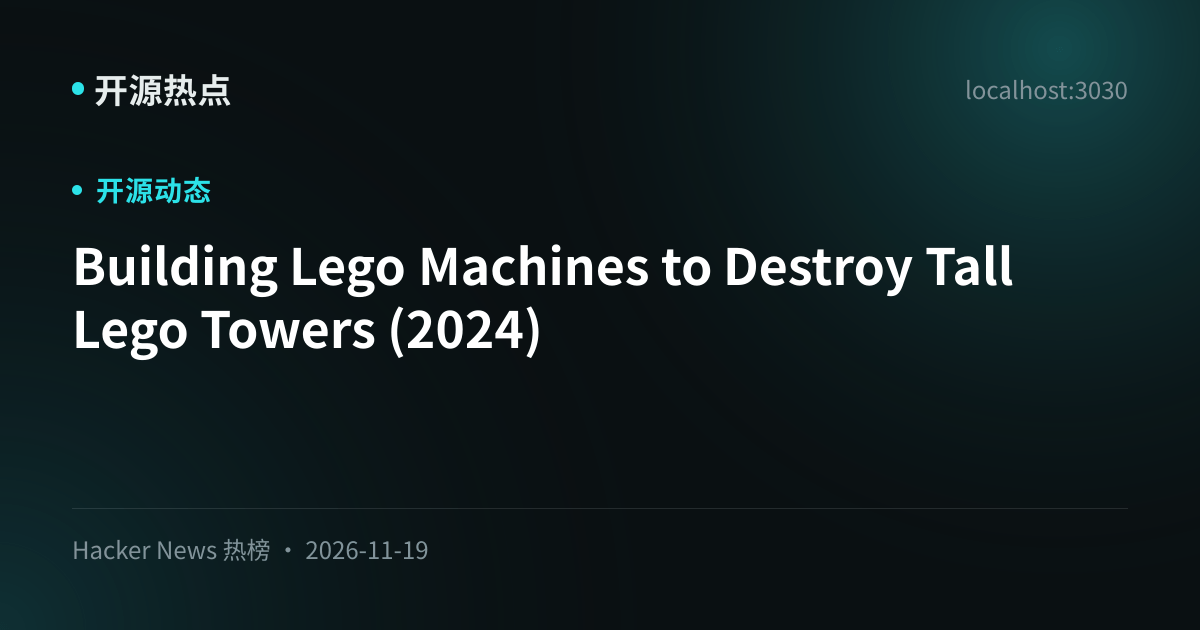 开源热点
localhost:3030
开源动态
Building Lego Machines to Destroy Tall
Lego Towers (2024)
Hacker News 热榜 · 2026-11-19